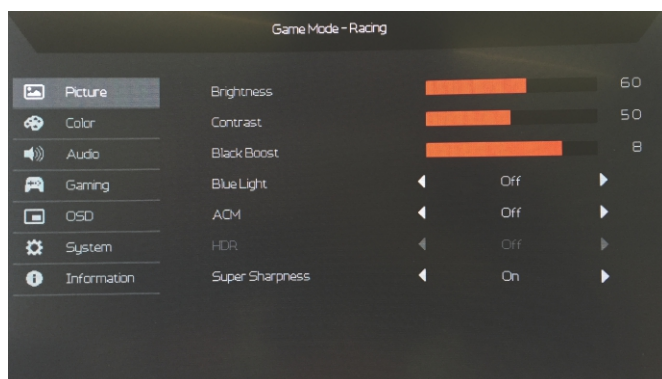 Game Mode - Racing
Picture
Brightness 60
Color
Contrast 50
Audio
Black Boost 8
Gaming
Blue Light Off
OSD
ACM Off
System
HDR Off
Information
Super Sharpness On